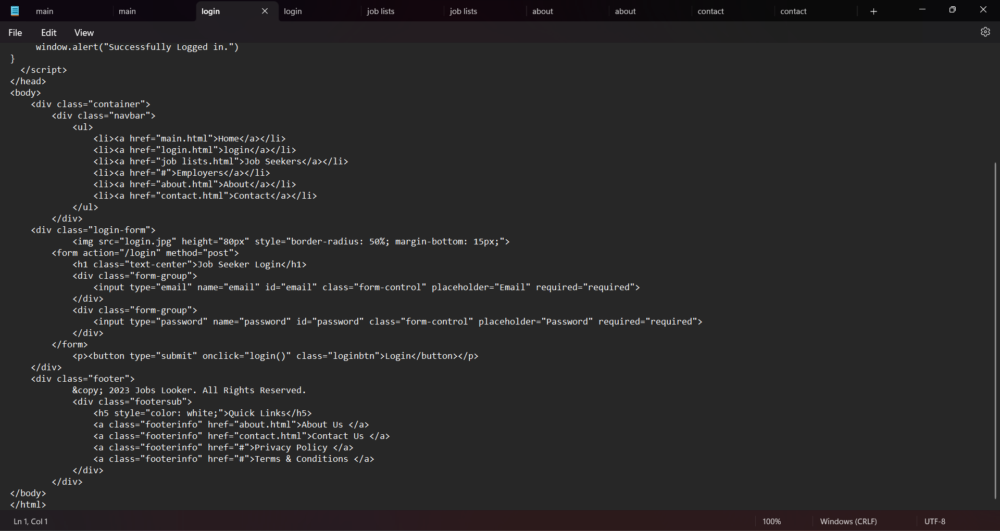 main
main
login
login
job lists
job lists
about
about
contact
contact
File Edit View
window.alert("Successfully Logged in.")
}
</script>
</head>
<body>
<div class="container">
<div class="navbar">
<ul>
<li><a href="main.html">Home</a></li>
<li><a href="login.html">login</a></li>
<li><a href="job lists.html">Job Seekers</a></li>
<li><a href="#">Employers</a></li>
<li><a href="about.html">About</a></li>
<li><a href="contact.html">Contact</a></li>
</ul>
</div>
<div class="login-form">
<img src="login.jpg" height="80px" style="border-radius: 50%; margin-bottom: 15px;">
<form action="/login" method="post">
<h1 class="text-center">Job Seeker Login</h1>
<div class="form-group">
<input type="email" name="email" id="email" class="form-control" placeholder="Email" required="required">
</div>
<div class="form-group">
<input type="password" name="password" id="password" class="form-control" placeholder="Password" required="required">
</div>
</form>
<p><button type="submit" onclick="login()" class="loginbtn">Login</button></p>
</div>
<div class="footer">
&copy; 2023 Jobs Looker. All Rights Reserved.
<div class="footersub">
<h5 style="color: white;">Quick Links</h5>
<a class="footerinfo" href="about.html">About Us </a>
<a class="footerinfo" href="contact.html">Contact Us </a>
<a class="footerinfo" href="#">Privacy Policy </a>
<a class="footerinfo" href="#">Terms & Conditions </a>
</div>
</div>
</body>
</html>
Ln 1, Col 1
100%
Windows (CRLF)
UTF-8